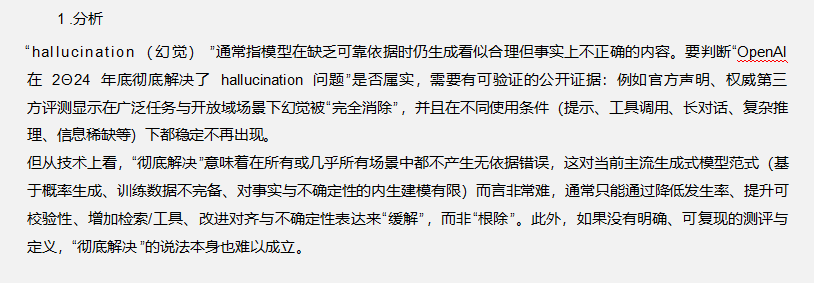 1 .分析
“hallucination（幻觉）”通常指模型在缺乏可靠依据时仍生成看似合理但事实上不正确的内容。要判断“OpenAI
在 2Θ24 年底彻底解决了 hallucination 问题”是否属实，需要有可验证的公开证据：例如官方声明、权威第三
方评测显示在广泛任务与开放域场景下幻觉被“完全消除”，并且在不同使用条件（提示、工具调用、长对话、复杂推
理、信息稀缺等）下都稳定不再出现。
但从技术上看，“彻底解决”意味着在所有或几乎所有场景中都不产生无依据错误，这对当前主流生成式模型范式（基
于概率生成、训练数据不完备、对事实与不确定性的内生建模有限）而言非常难，通常只能通过降低发生率、提升可
校验性、增加检索/工具、改进对齐与不确定性表达来“缓解”，而非“根除”。此外，如果没有明确、可复现的测评与
定义，“彻底解决”的说法本身也难以成立。